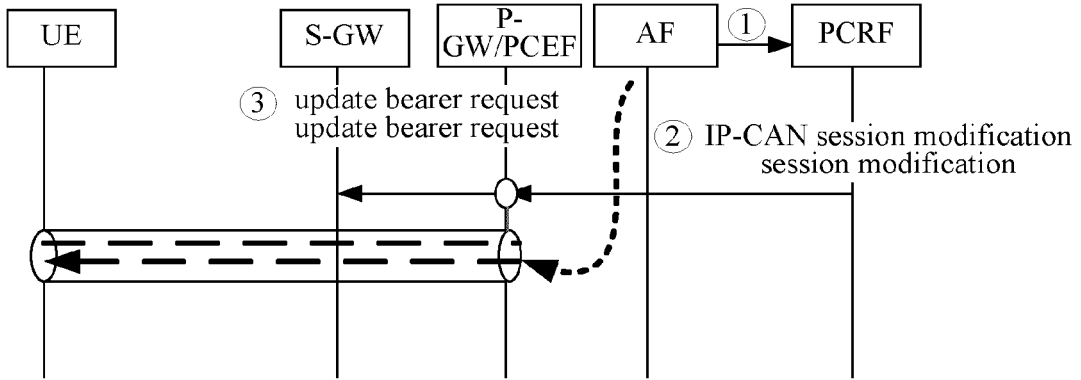 UE
S-GW
P-
GW/PCEF
AF
①
PCRF
③ update bearer request
update bearer request
② IP-CAN session modification
session modification